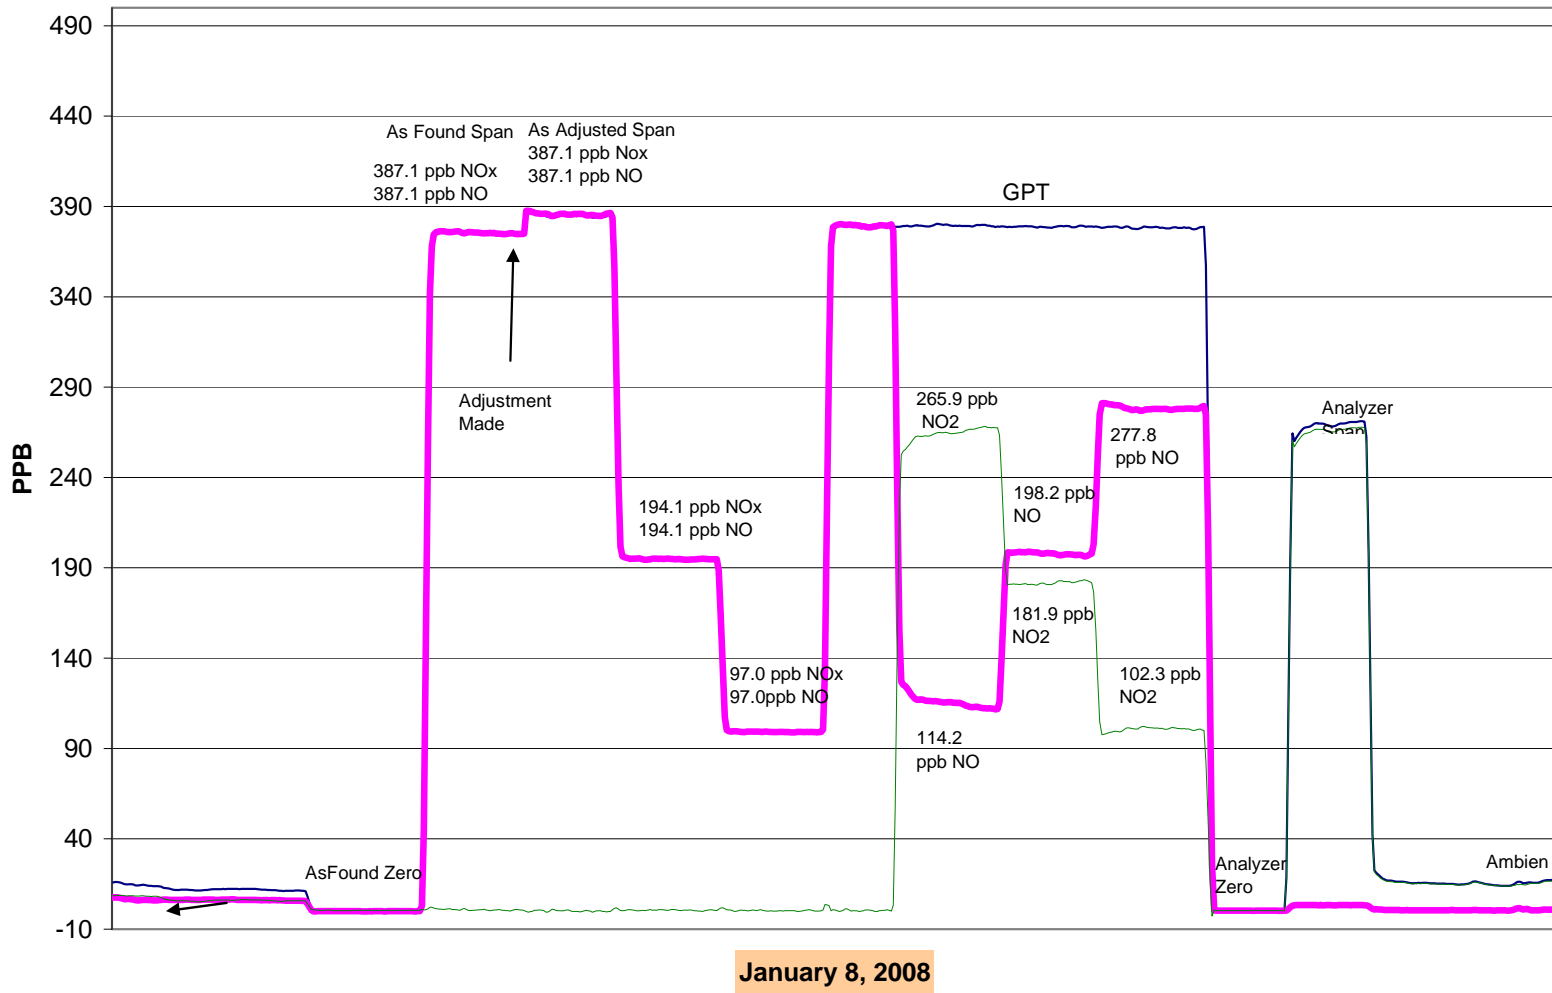 490
440
390
340
290
240
190
140
90
40
-10
PPB
As Found Span
387.1 ppb NOx
387.1 ppb NO
As Adjusted Span
387.1 ppb Nox
387.1 ppb NO
GPT
Adjustment
Made
265.9 ppb
NO2
277.8
ppb NO
Analyzer
Span
194.1 ppb NOx
194.1 ppb NO
198.2 ppb
NO
181.9 ppb
NO2
97.0 ppb NOx
97.0ppb NO
102.3 ppb
NO2
114.2
ppb NO
AsFound Zero
Analyzer
Zero
Ambien
January 8, 2008